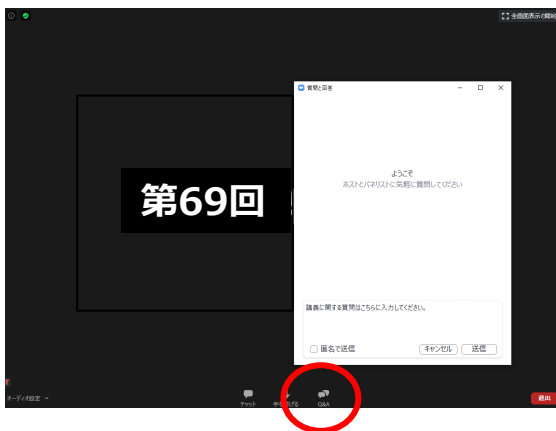 全画面表示の開始
質問と回答
ようこそ
ホストとパネリストに気軽に質問してください
第69回
講義に関する質問はこちらに入力してください。
匿名で送信
キャンセル
送信
オーディオ設定
チャット
Q&A
退出